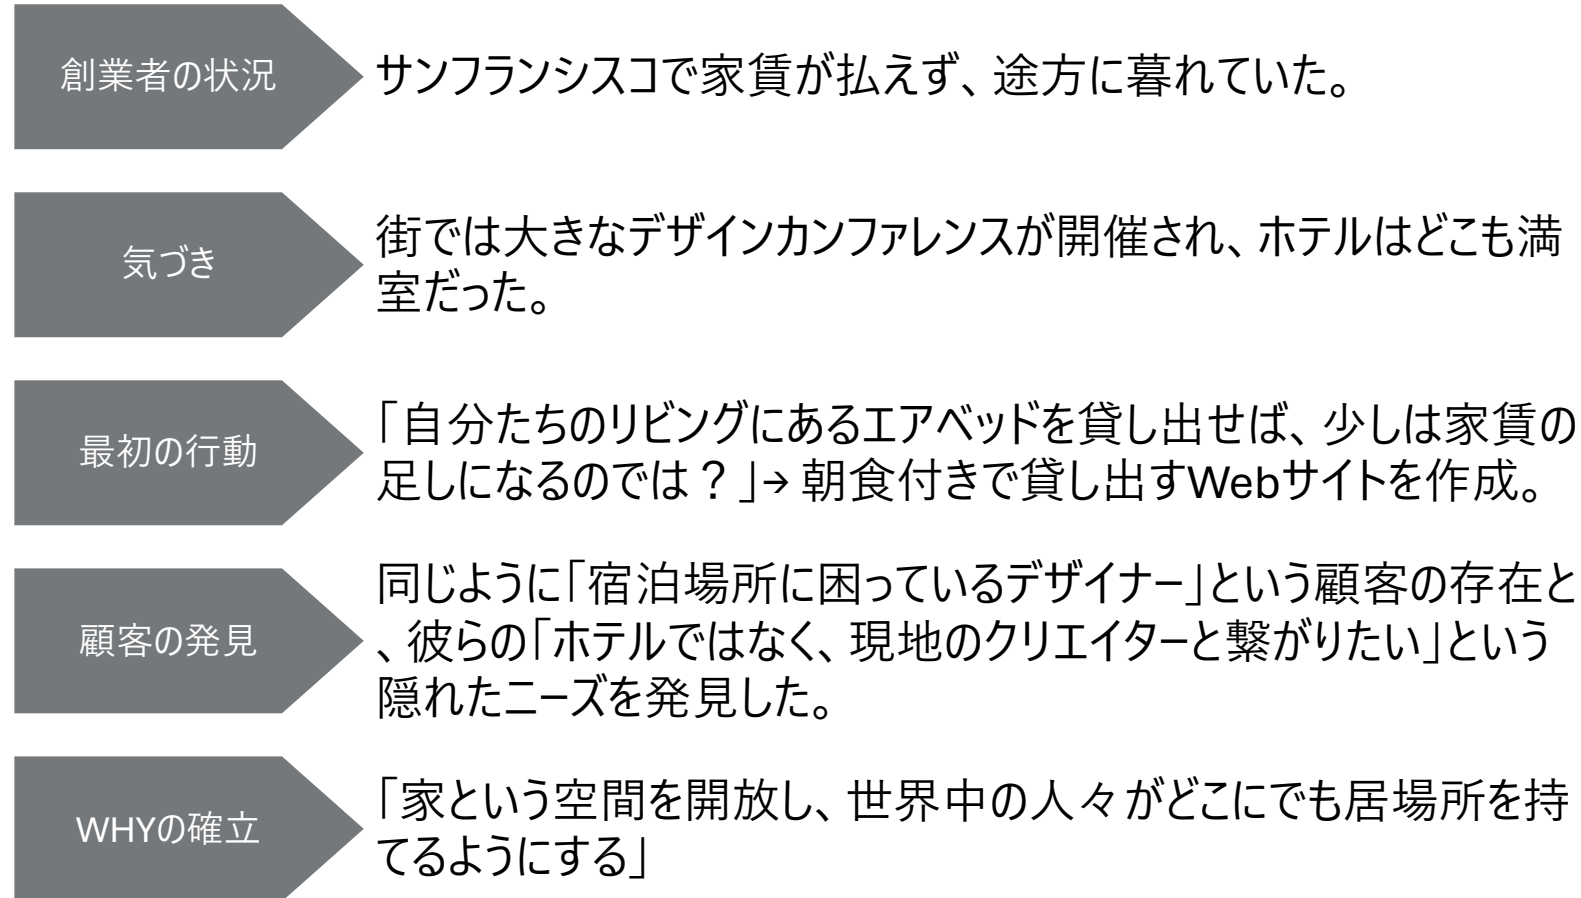 創業者の状況
サンフランシスコで家賃が払えず、途方に暮れていた。
気づき
街では大きなデザインカンファレンスが開催され、ホテルはどこも満
室だった。
最初の行動
「自分たちのリビングにあるエアベッドを貸し出せば、少しは家賃の
足しになるのでは？」→ 朝食付きで貸し出すWebサイトを作成。
顧客の発見
同じように「宿泊場所に困っているデザイナー」という顧客の存在と
、彼らの「ホテルではなく、現地のクリエイターと繋がりたい」という
隠れたニーズを発見した。
WHYの確立
「家という空間を開放し、世界中の人々がどこにでも居場所を持
てるようにする」